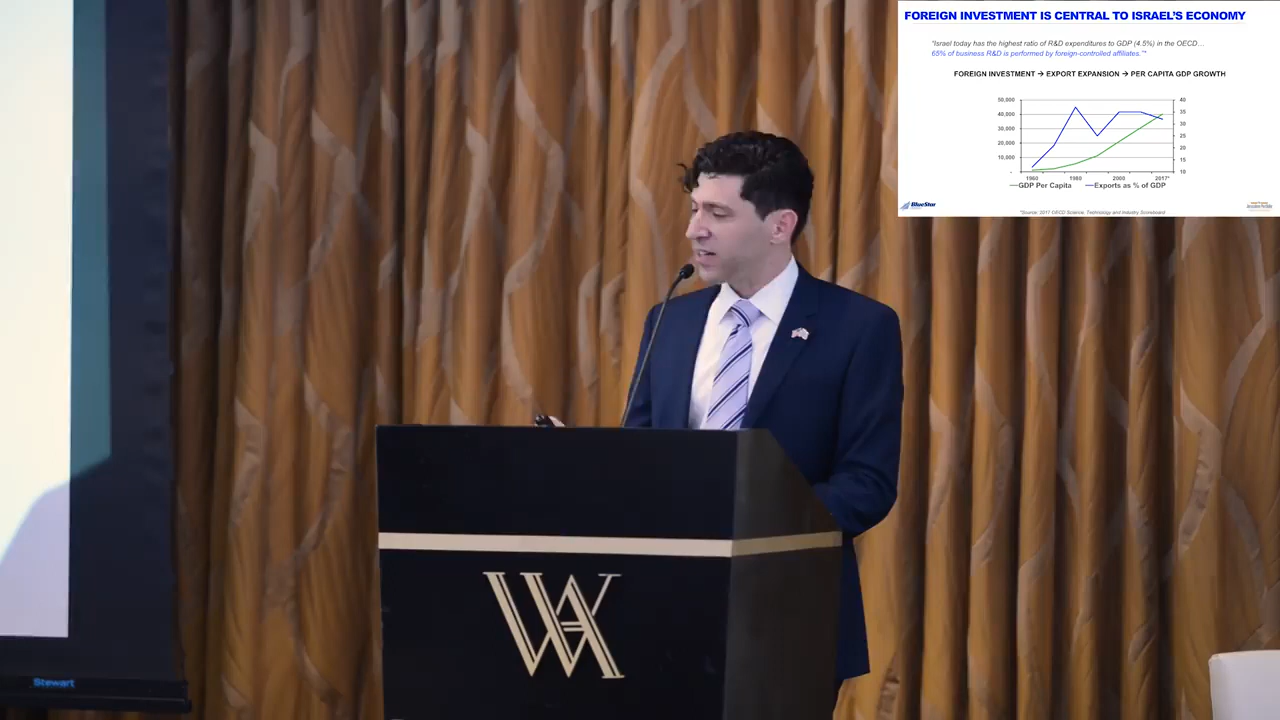 FOREIGN INVESTMENT IS CENTRAL TO ISRAEL'S ECONOMY
"Israel today has the highest ratio of R&D expenditures to GDP (4.5%) in the OECD…
65% of business R&D is performed by foreign-controlled affiliates."*
FOREIGN INVESTMENT → EXPORT EXPANSION → PER CAPITA GDP GROWTH
50,000 40
40,000 35
30,000 30
25
20,000 20
10,000 15
- 10
1960 1980 2000 2017*
GDP Per Capita Exports as % of GDP
BlueStar
*Source: 2017 OECD Science, Technology and Industry Scoreboard
WA
Stewart